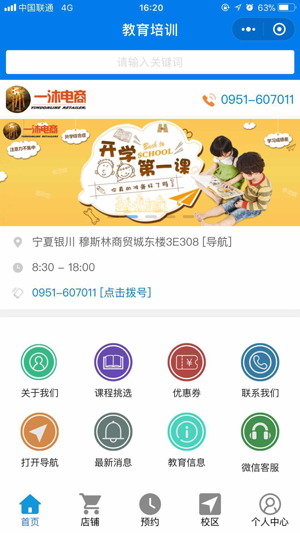 中国联通 4G 16:20 63%
教育培训
请输入关键词
一沐电商
YIMUONLINE RETAILER
0951-607011
一沐电商
YIMUONLINE RETAILER
Back to
SCHOOL
开学
第一课
你真的准备好了吗?
开学综合症
注意力不集中
学习成绩差
宁夏银川 穆斯林商贸城东楼3E308 [导航]
8:30 - 18:00
0951-607011 [点击拨号]
关于我们 课程挑选 优惠券 联系我们
打开导航 最新消息 教育信息 微信客服
首页 店铺 预约 校区 个人中心